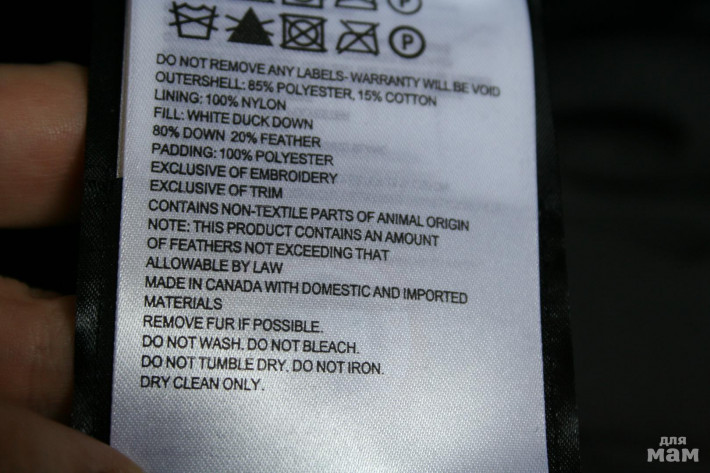 P
DO NOT REMOVE ANY LABELS- WARRANTY WILL BE VOID
OUTERSHELL: 85% POLYESTER, 15% COTTON
LINING: 100% NYLON
FILL: WHITE DUCK DOWN
80% DOWN 20% FEATHER
PADDING: 100% POLYESTER
EXCLUSIVE OF EMBROIDERY
EXCLUSIVE OF TRIM
CONTAINS NON-TEXTILE PARTS OF ANIMAL ORIGIN
NOTE: THIS PRODUCT CONTAINS AN AMOUNT
OF FEATHERS NOT EXCEEDING THAT
ALLOWABLE BY LAW
MADE IN CANADA WITH DOMESTIC AND IMPORTED
MATERIALS
REMOVE FUR IF POSSIBLE.
DO NOT WASH. DO NOT BLEACH.
DO NOT TUMBLE DRY. DO NOT IRON.
DRY CLEAN ONLY.
для
мам